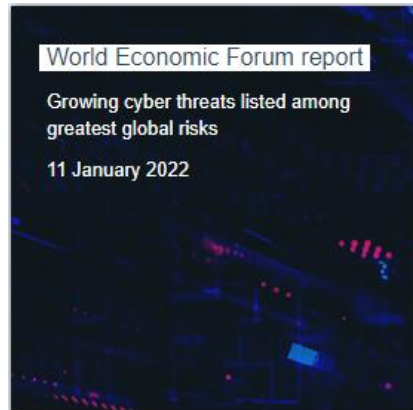 World Economic Forum report
Growing cyber threats listed among
greatest global risks
11 January 2022